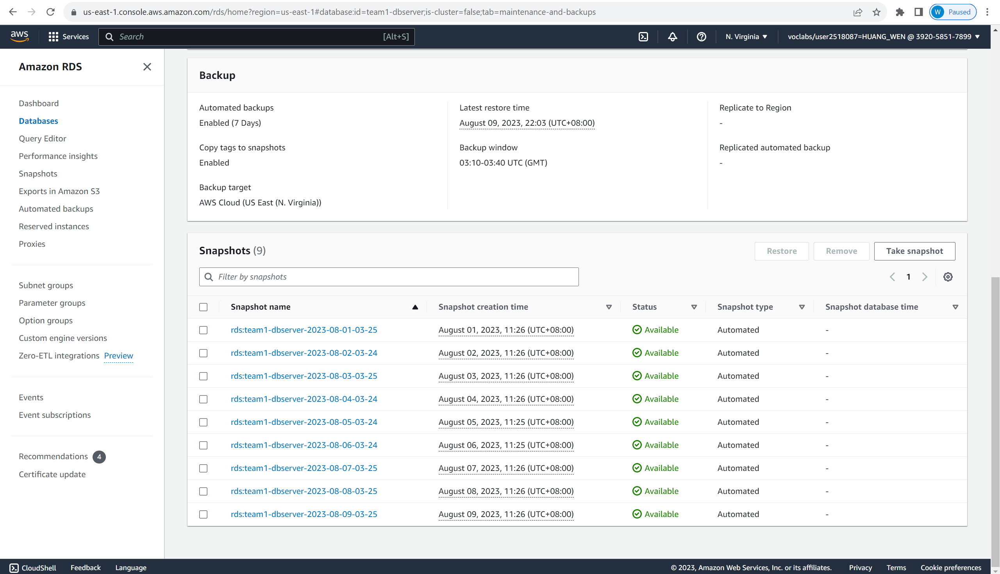 us-east-1.console.aws.amazon.com/rds/home?region=us-east-1#database:id=team1-dbserver;is-cluster=false;tab=maintenance-and-backups
W Paused
aws Services Search [Alt+S] N. Virginia voclabs/user2518087=HUANG_WEN @ 3920-5851-7899
Amazon RDS
Dashboard
Databases
Query Editor
Performance insights
Snapshots
Exports in Amazon S3
Automated backups
Reserved instances
Proxies
Subnet groups
Parameter groups
Option groups
Custom engine versions
Zero-ETL integrations Preview
Events
Event subscriptions
Recommendations 4
Certificate update
Backup
Automated backups
Enabled (7 Days)
Copy tags to snapshots
Enabled
Backup target
AWS Cloud (US East (N. Virginia))
Latest restore time
August 09, 2023, 22:03 (UTC+08:00)
Backup window
03:10-03:40 UTC (GMT)
Replicate to Region
-
Replicated automated backup
-
Snapshots (9) Restore Remove Take snapshot
Filter by snapshots 1
Snapshot name Snapshot creation time Status Snapshot type Snapshot database time
rds:team1-dbserver-2023-08-01-03-25 August 01, 2023, 11:26 (UTC+08:00) Available Automated -
rds:team1-dbserver-2023-08-02-03-24 August 02, 2023, 11:26 (UTC+08:00) Available Automated -
rds:team1-dbserver-2023-08-03-03-25 August 03, 2023, 11:26 (UTC+08:00) Available Automated -
rds:team1-dbserver-2023-08-04-03-24 August 04, 2023, 11:26 (UTC+08:00) Available Automated -
rds:team1-dbserver-2023-08-05-03-24 August 05, 2023, 11:25 (UTC+08:00) Available Automated -
rds:team1-dbserver-2023-08-06-03-24 August 06, 2023, 11:25 (UTC+08:00) Available Automated -
rds:team1-dbserver-2023-08-07-03-25 August 07, 2023, 11:26 (UTC+08:00) Available Automated -
rds:team1-dbserver-2023-08-08-03-25 August 08, 2023, 11:26 (UTC+08:00) Available Automated -
rds:team1-dbserver-2023-08-09-03-25 August 09, 2023, 11:26 (UTC+08:00) Available Automated -
CloudShell Feedback Language © 2023, Amazon Web Services, Inc. or its affiliates. Privacy Terms Cookie preferences